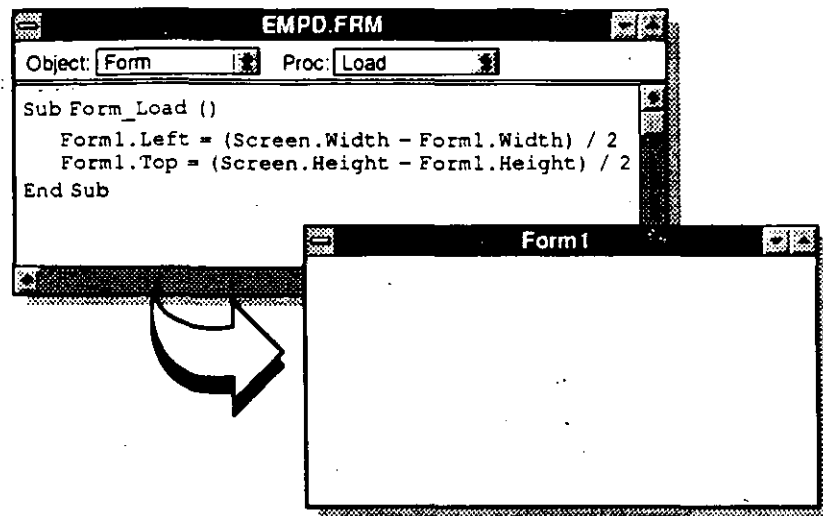 EMPD.FRM
Object: Form Proc: Load
Sub Form_Load ()
Form1.Left = (Screen.Width - Form1.Width) / 2
Form1.Top = (Screen.Height - Form1.Height) / 2
End Sub
Form1